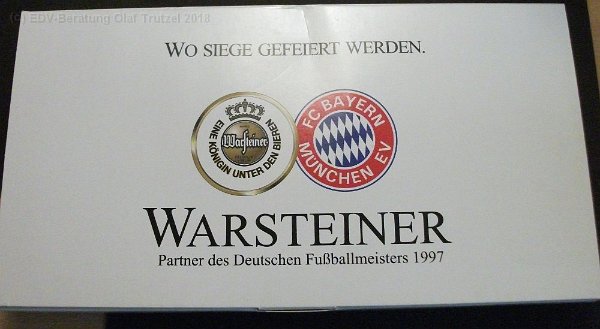 (C) EDV-Beratung Olaf Trutzel 2018
WO SIEGE GEFEIERT WERDEN.
EINE KÖNIGIN UNTER DEN BIEREN
Warsteiner
FC BAYERN
MÜNCHEN EV
WARSTEINER
Partner des Deutschen Fußballmeisters 1997